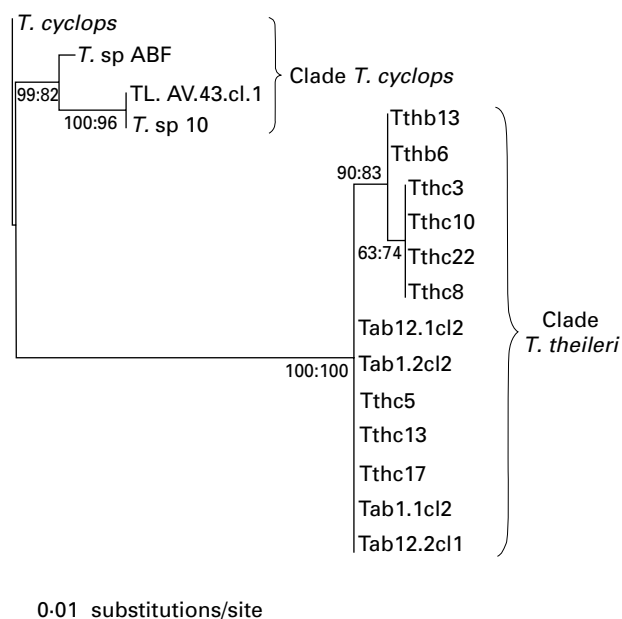 T. cyclops
T. sp ABF
99:82
Clade T. cyclops
TL. AV.43.cl.1
100:96
T. sp 10
Tthb13
Tthb6
90:83
Tthc3
Tthc10
63:74
Tthc22
Tthc8
Clade
T. theileri
Tab12.1cl2
Tab1.2cl2
100:100
Tthc5
Tthc13
Tthc17
Tab1.1cl2
Tab12.2cl1
0·01 substitutions/site